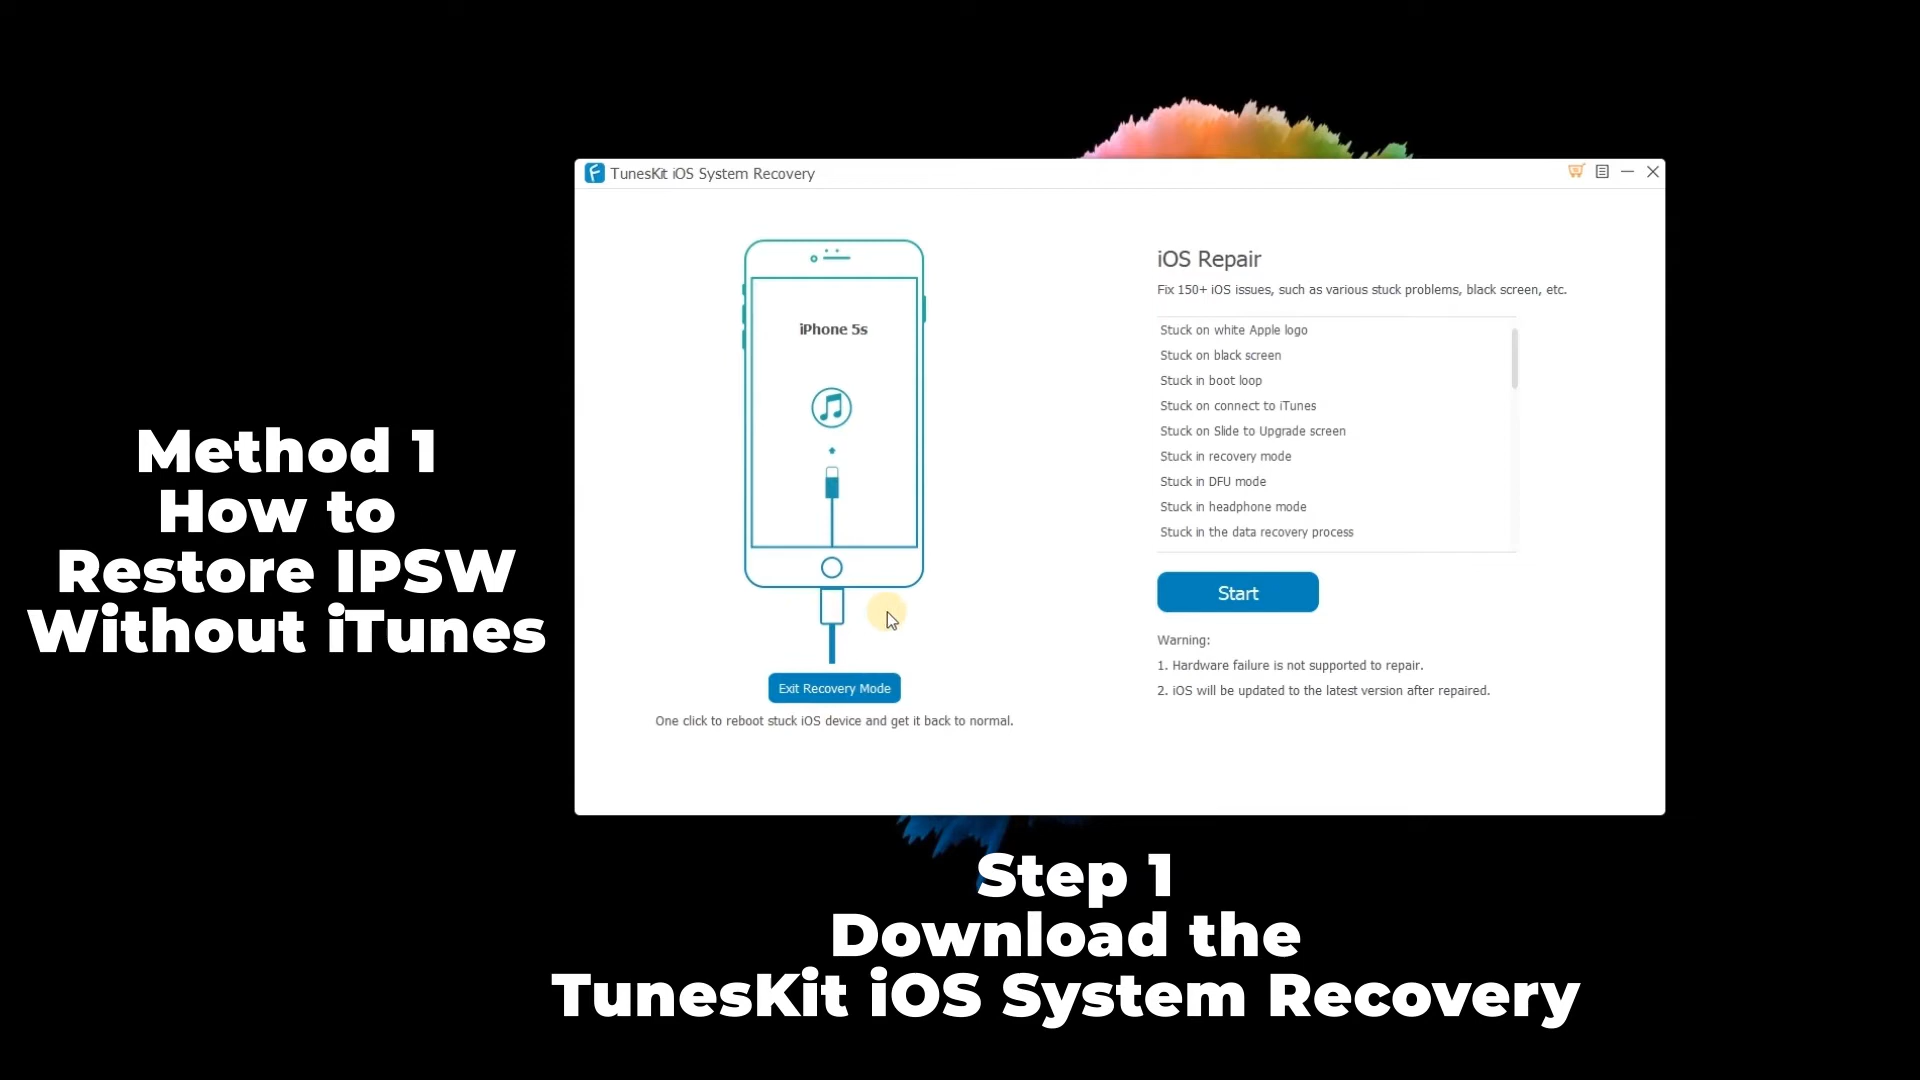 TunesKit iOS System Recovery
iPhone 5s
Exit Recovery Mode
One click to reboot stuck iOS device and get it back to normal.
iOS Repair
Fix 150+ iOS issues, such as various stuck problems, black screen, etc.
Stuck on white Apple logo
Stuck on black screen
Stuck in boot loop
Stuck on connect to iTunes
Stuck on Slide to Upgrade screen
Stuck in recovery mode
Stuck in DFU mode
Stuck in headphone mode
Stuck in the data recovery process
Start
Warning:
1. Hardware failure is not supported to repair.
2. iOS will be updated to the latest version after repaired.
Method 1
How to
Restore IPSW
Without iTunes
Step 1
Download the
TunesKit iOS System Recovery